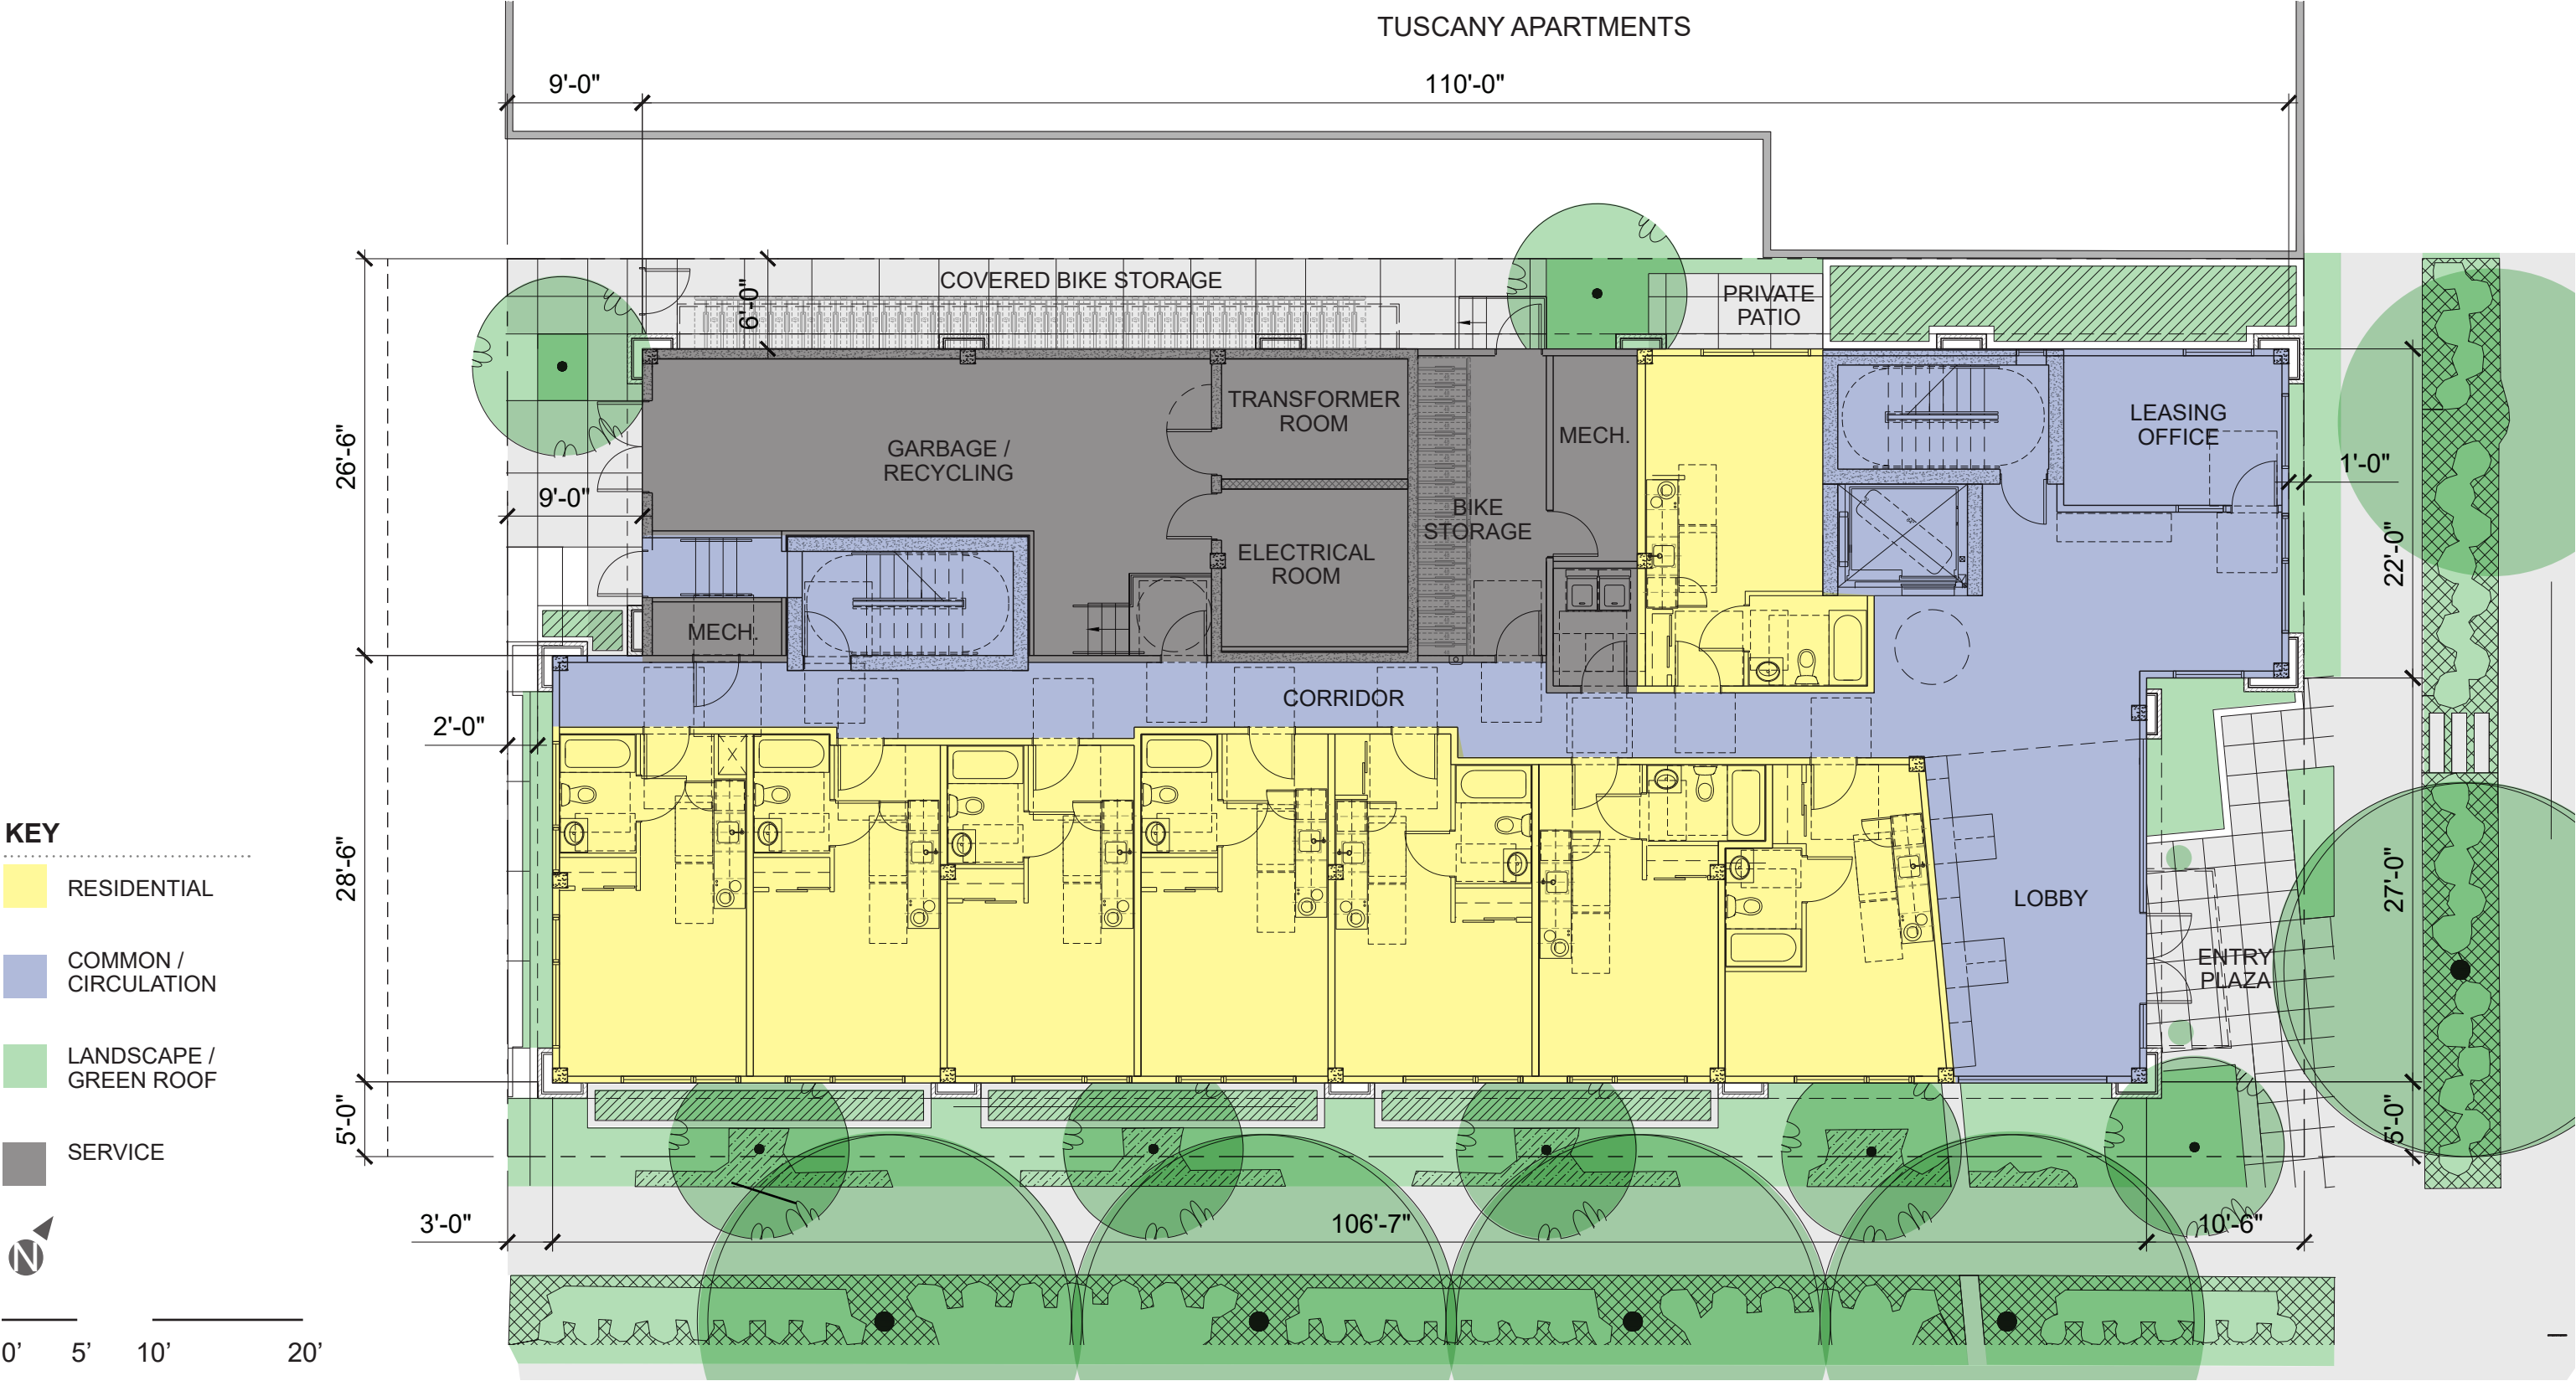 TUSCANY APARTMENTS
9'-0"
110'-0"
COVERED BIKE STORAGE
6'-0"
PRIVATE
PATIO
26'-6"
9'-0"
GARBAGE /
RECYCLING
TRANSFORMER
ROOM
ELECTRICAL
ROOM
BIKE
STORAGE
MECH.
LEASING
OFFICE
1'-0"
22'-0"
MECH.
CORRIDOR
2'-0"
28'-6"
27'-0"
LOBBY
ENTRY
PLAZA
5'-0"
5'-0"
3'-0"
106'-7"
10'-6"
KEY
RESIDENTIAL
COMMON /
CIRCULATION
LANDSCAPE /
GREEN ROOF
SERVICE
N
0' 5' 10' 20'